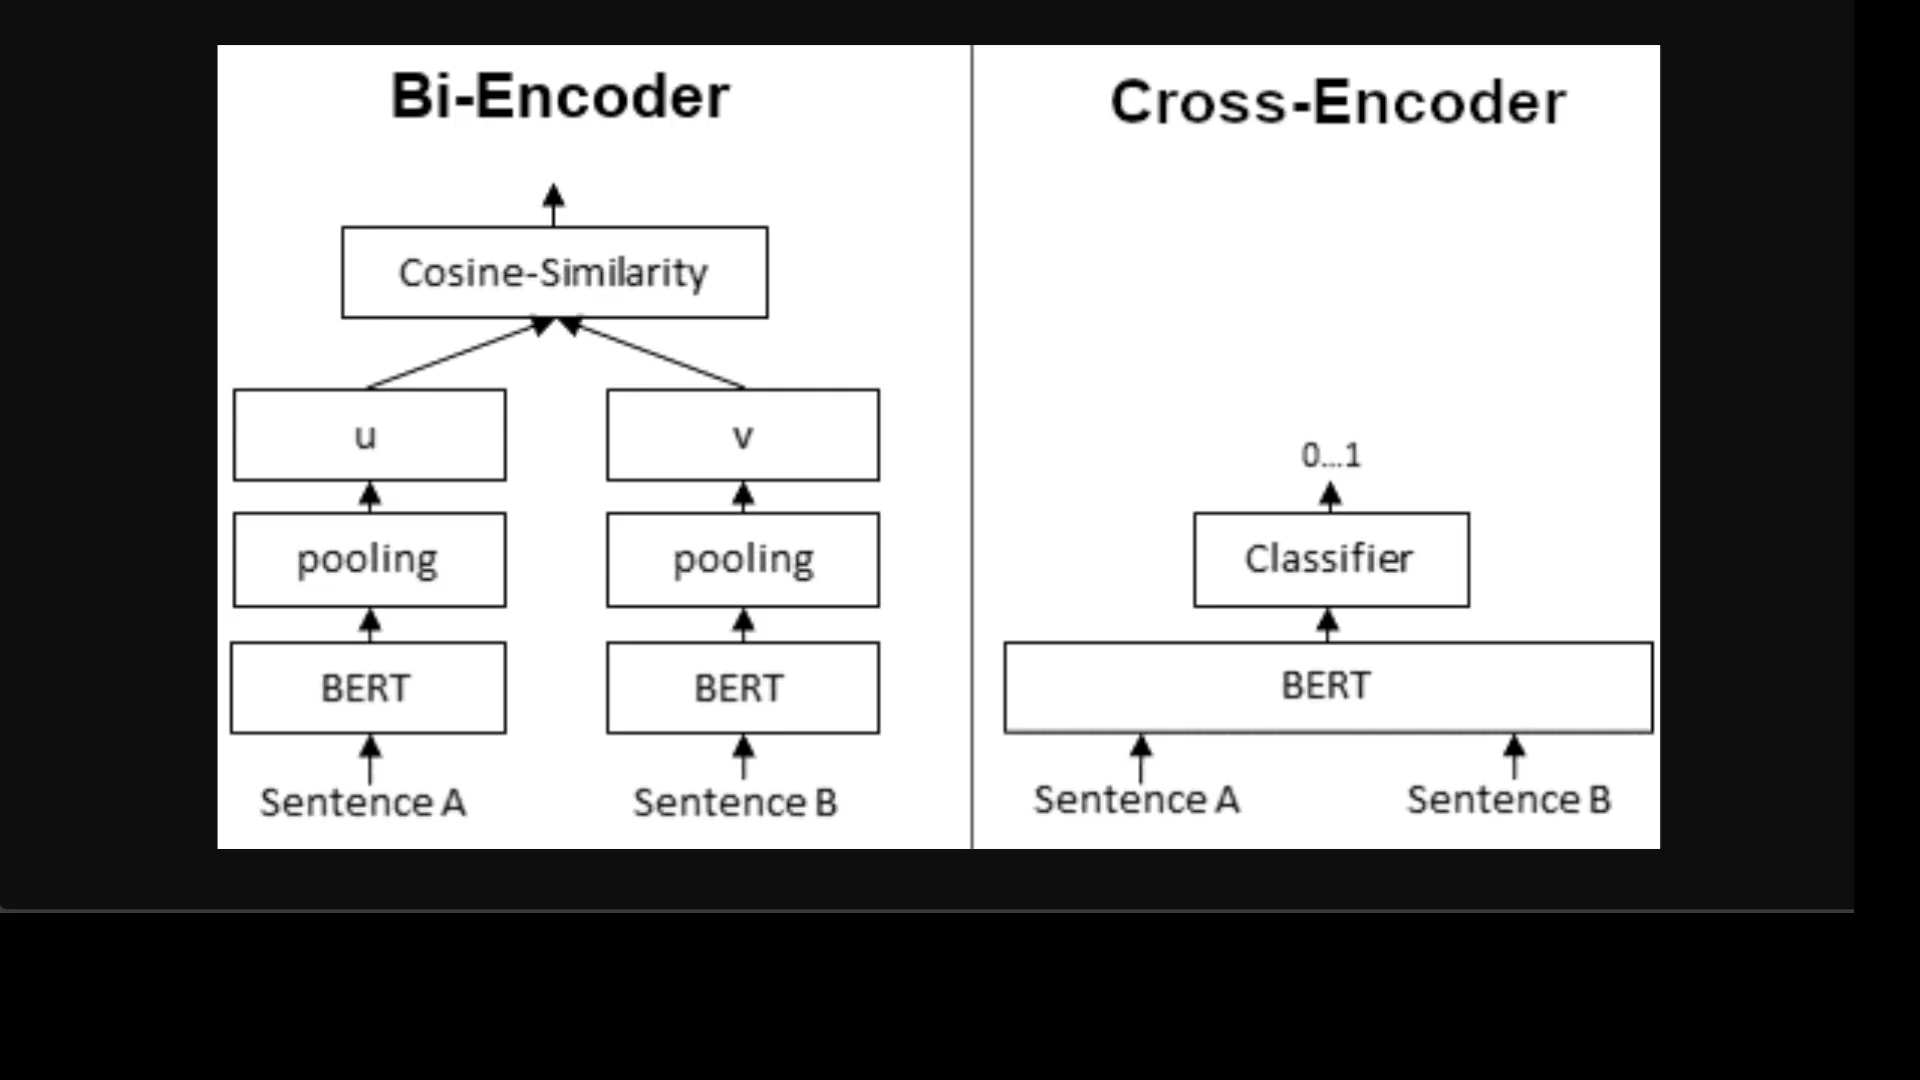 Bi-Encoder
Cosine-Similarity
u
v
pooling
pooling
BERT
BERT
Sentence A
Sentence B
Cross-Encoder
0...1
Classifier
BERT
Sentence A
Sentence B